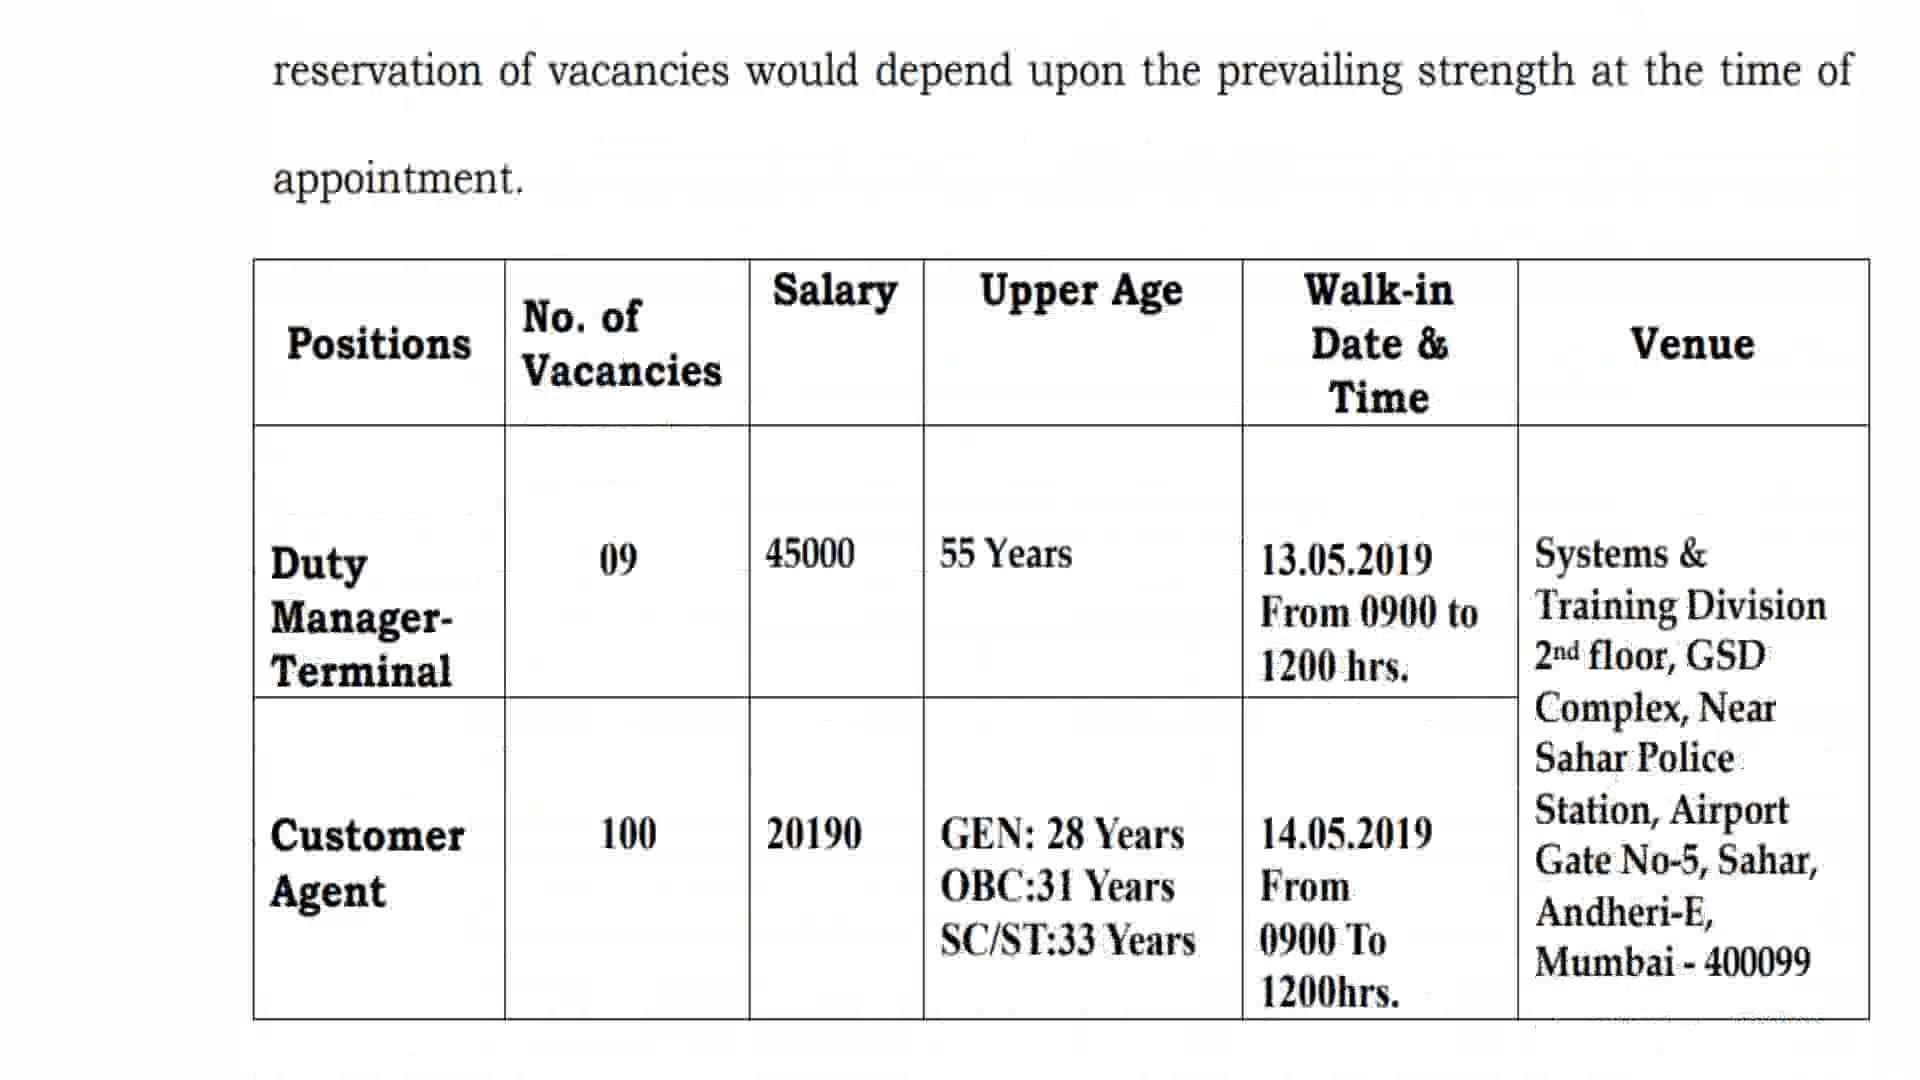 reservation of vacancies would depend upon the prevailing strength at the time of
appointment.
Positions
No. of
Vacancies
Salary
Upper Age
Walk-in
Date &
Time
Venue
Duty
Manager-
Terminal
09
45000
55 Years
13.05.2019
From 0900 to
1200 hrs.
Systems &
Training Division
2nd floor, GSD
Complex, Near
Sahar Police
Station, Airport
Gate No-5, Sahar,
Andheri-E,
Mumbai - 400099
Customer
Agent
100
20190
GEN: 28 Years
OBC:31 Years
SC/ST:33 Years
14.05.2019
From
0900 To
1200hrs.